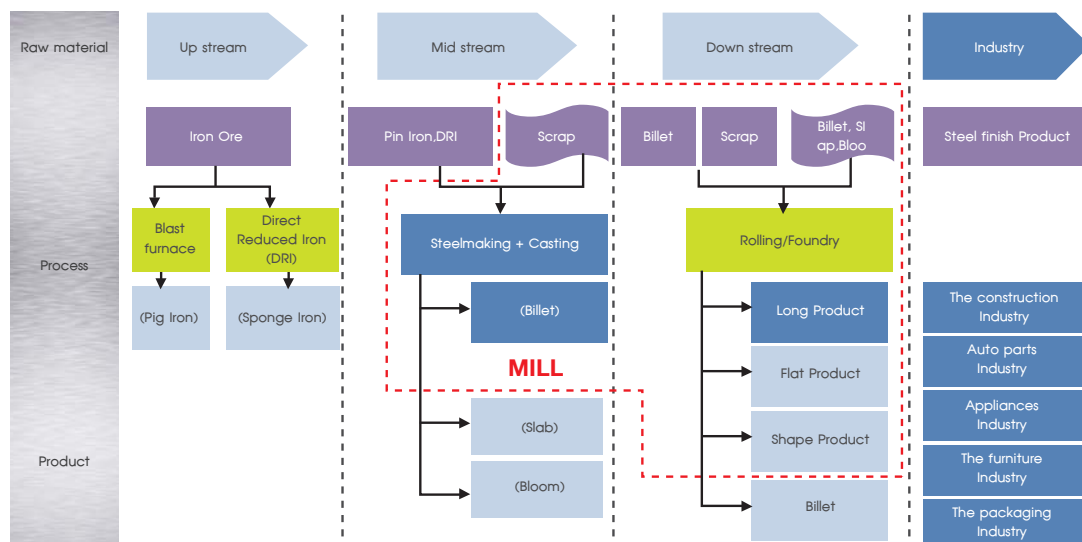 Raw material
Up stream
Mid stream
Down stream
Industry
Iron Ore
Pin Iron,DRI
Scrap
Billet
Scrap
Billet, Sl
ap,Bloo
Steel finish Product
Process
Blast
furnace
Direct
Reduced Iron
(DRI)
Steelmaking + Casting
Rolling/Foundry
(Pig Iron)
(Sponge Iron)
(Billet)
Long Product
The construction
Industry
MILL
Flat Product
Auto parts
Industry
Product
(Slab)
Shape Product
Appliances
Industry
(Bloom)
Billet
The furniture
Industry
The packaging
Industry